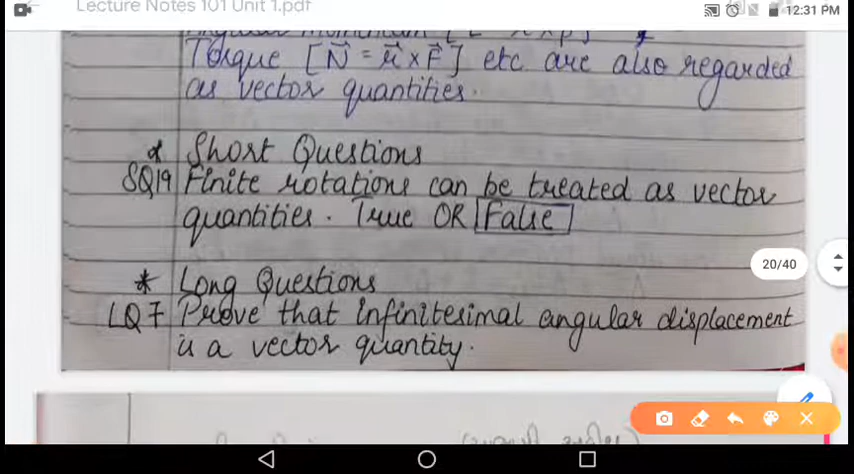 Lecture Notes 101 Unit 1.pdf
12:31 PM
Torque [N⃗ = r⃗ x F⃗] etc are also regarded
as vector quantities.
* Short Questions
SQ19 Finite rotations can be treated as vector
quantities. True OR False
20/40
* Long Questions
LQ7 Prove that infinitesimal angular displacement
is a vector quantity.